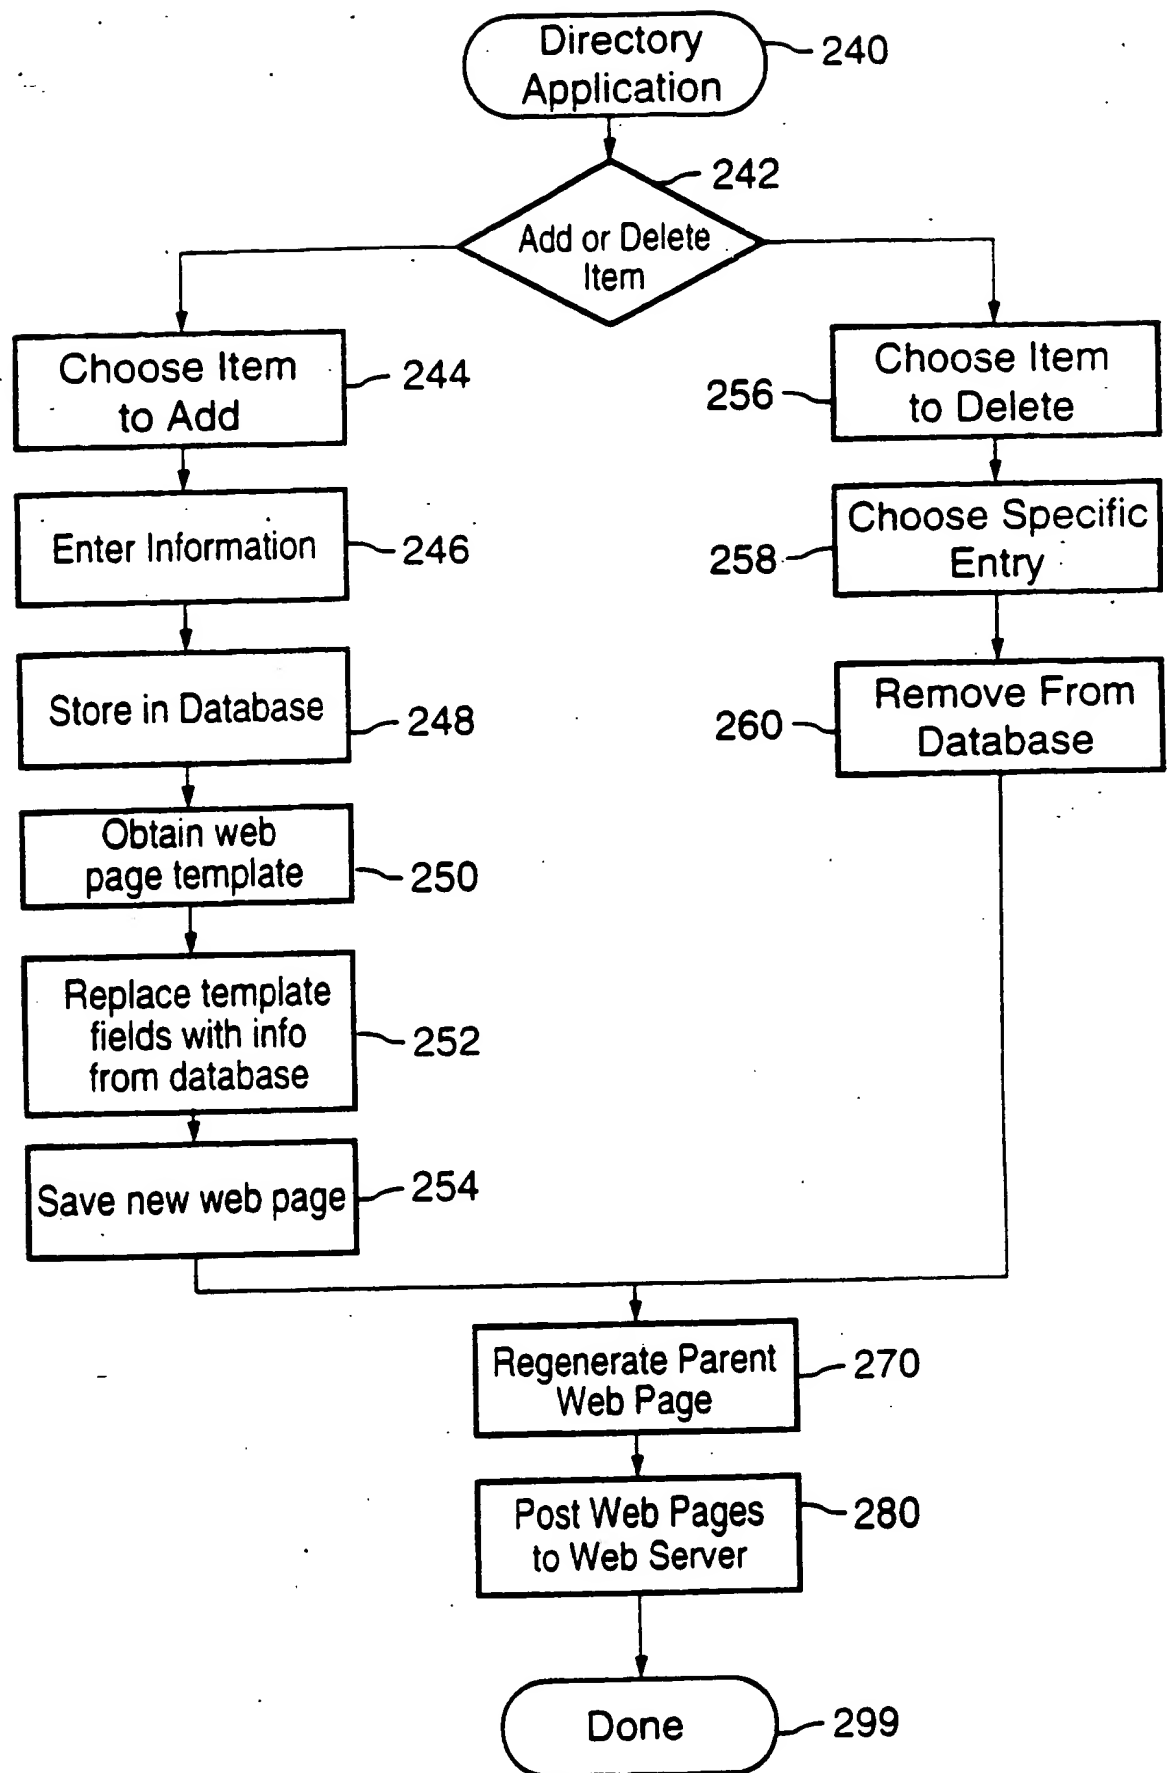 Directory
Application
240
242
Add or Delete
Item
Choose Item
to Add
244
Enter Information
246
Store in Database
248
Obtain web
page template
250
Replace template
fields with info
from database
252
Save new web page
254
Choose Item
to Delete
256
Choose Specific
Entry
258
Remove From
Database
260
Regenerate Parent
Web Page
270
Post Web Pages
to Web Server
280
Done
299